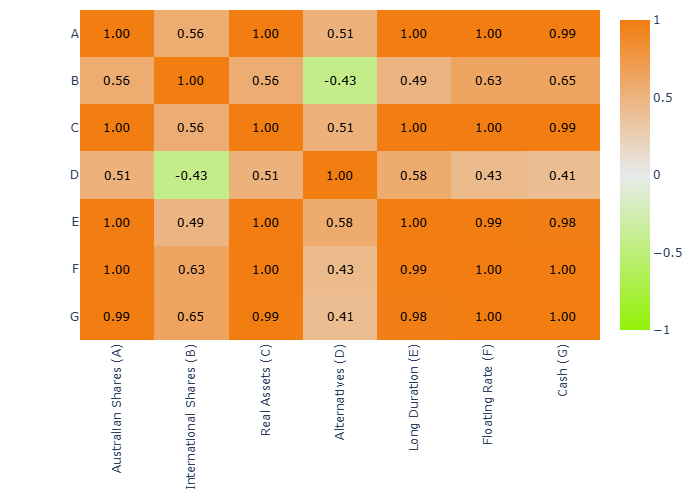 A 1.00 0.56 1.00 0.51 1.00 1.00 0.99
B 0.56 1.00 0.56 -0.43 0.49 0.63 0.65
C 1.00 0.56 1.00 0.51 1.00 1.00 0.99
D 0.51 -0.43 0.51 1.00 0.58 0.43 0.41
E 1.00 0.49 1.00 0.58 1.00 0.99 0.98
F 1.00 0.63 1.00 0.43 0.99 1.00 1.00
G 0.99 0.65 0.99 0.41 0.98 1.00 1.00
Australian Shares (A)
International Shares (B)
Real Assets (C)
Alternatives (D)
Long Duration (E)
Floating Rate (F)
Cash (G)
1
0.5
0
−0.5
−1